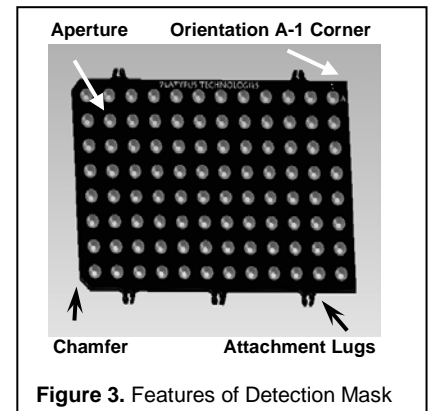 Aperture Orientation A-1 Corner
PLATYPUS TECHNOLOGIES
A
Chamfer Attachment Lugs
Figure 3. Features of Detection Mask